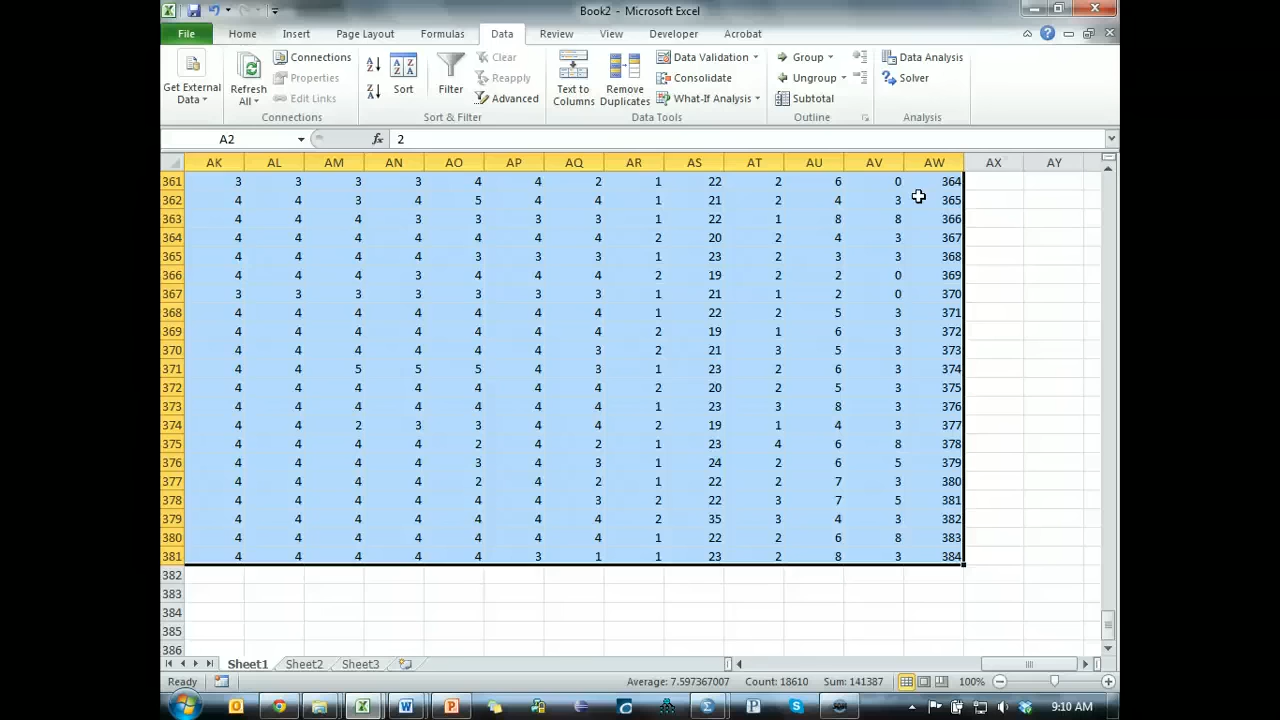 Book2 - Microsoft Excel
File Home Insert Page Layout Formulas Data Review View Developer Acrobat
Get External Data
Connections
Properties
Edit Links
Refresh All
Connections
Sort
Filter
Clear
Reapply
Advanced
Sort & Filter
Text to Columns
Remove Duplicates
Data Validation
Consolidate
What-If Analysis
Data Tools
Group
Ungroup
Subtotal
Outline
Data Analysis
Solver
Analysis
A2 fx 2
AK AL AM AN AO AP AQ AR AS AT AU AV AW AX AY
361 3 3 3 3 4 4 2 1 22 2 6 0 364
362 4 4 3 4 5 4 4 1 21 2 4 3 365
363 4 4 4 3 3 3 3 1 22 1 8 8 366
364 4 4 4 4 4 4 4 2 20 2 4 3 367
365 4 4 4 4 3 3 3 1 23 2 3 3 368
366 4 4 4 3 4 4 4 2 19 2 2 0 369
367 3 3 3 3 3 3 3 1 21 1 2 0 370
368 4 4 4 4 4 4 4 1 22 2 5 3 371
369 4 4 4 4 4 4 4 2 19 1 6 3 372
370 4 4 4 4 4 4 3 2 21 3 5 3 373
371 4 4 5 5 5 4 3 1 23 2 6 3 374
372 4 4 4 4 4 4 4 2 20 2 5 3 375
373 4 4 4 4 4 4 4 1 23 3 8 3 376
374 4 4 2 3 3 4 4 2 19 1 4 3 377
375 4 4 4 4 2 4 2 1 23 4 6 8 378
376 4 4 4 4 3 4 3 1 24 2 6 5 379
377 4 4 4 4 2 4 2 1 22 2 7 3 380
378 4 4 4 4 4 4 3 2 22 3 7 5 381
379 4 4 4 4 4 4 4 2 35 3 4 3 382
380 4 4 4 4 4 4 4 1 22 2 6 8 383
381 4 4 4 4 4 3 1 1 23 2 8 3 384
382
383
384
385
386
Sheet1 Sheet2 Sheet3
Ready Average: 7.597367007 Count: 18610 Sum: 141387 100%
9:10 AM